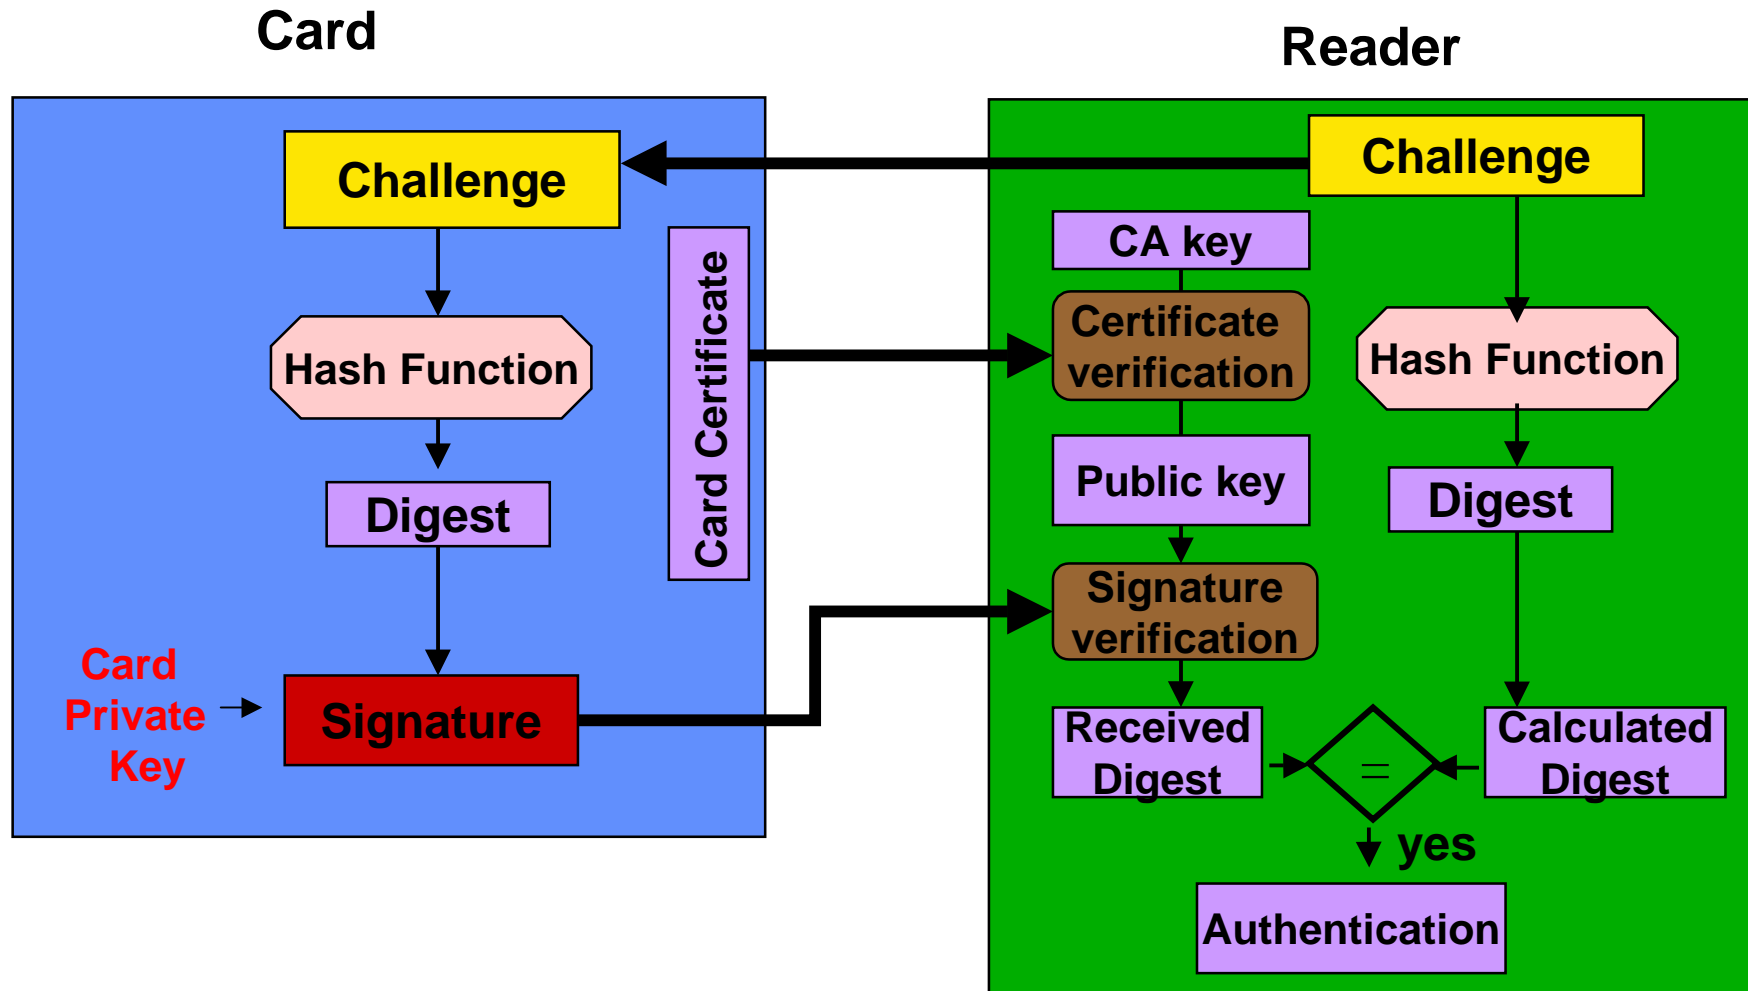 Card
Reader
Challenge
Hash Function
Digest
Card
Private
Key
Signature
Card Certificate
Challenge
CA key
Certificate
verification
Public key
Signature
verification
Received
Digest
Hash Function
Digest
Calculated
Digest
=
yes
Authentication